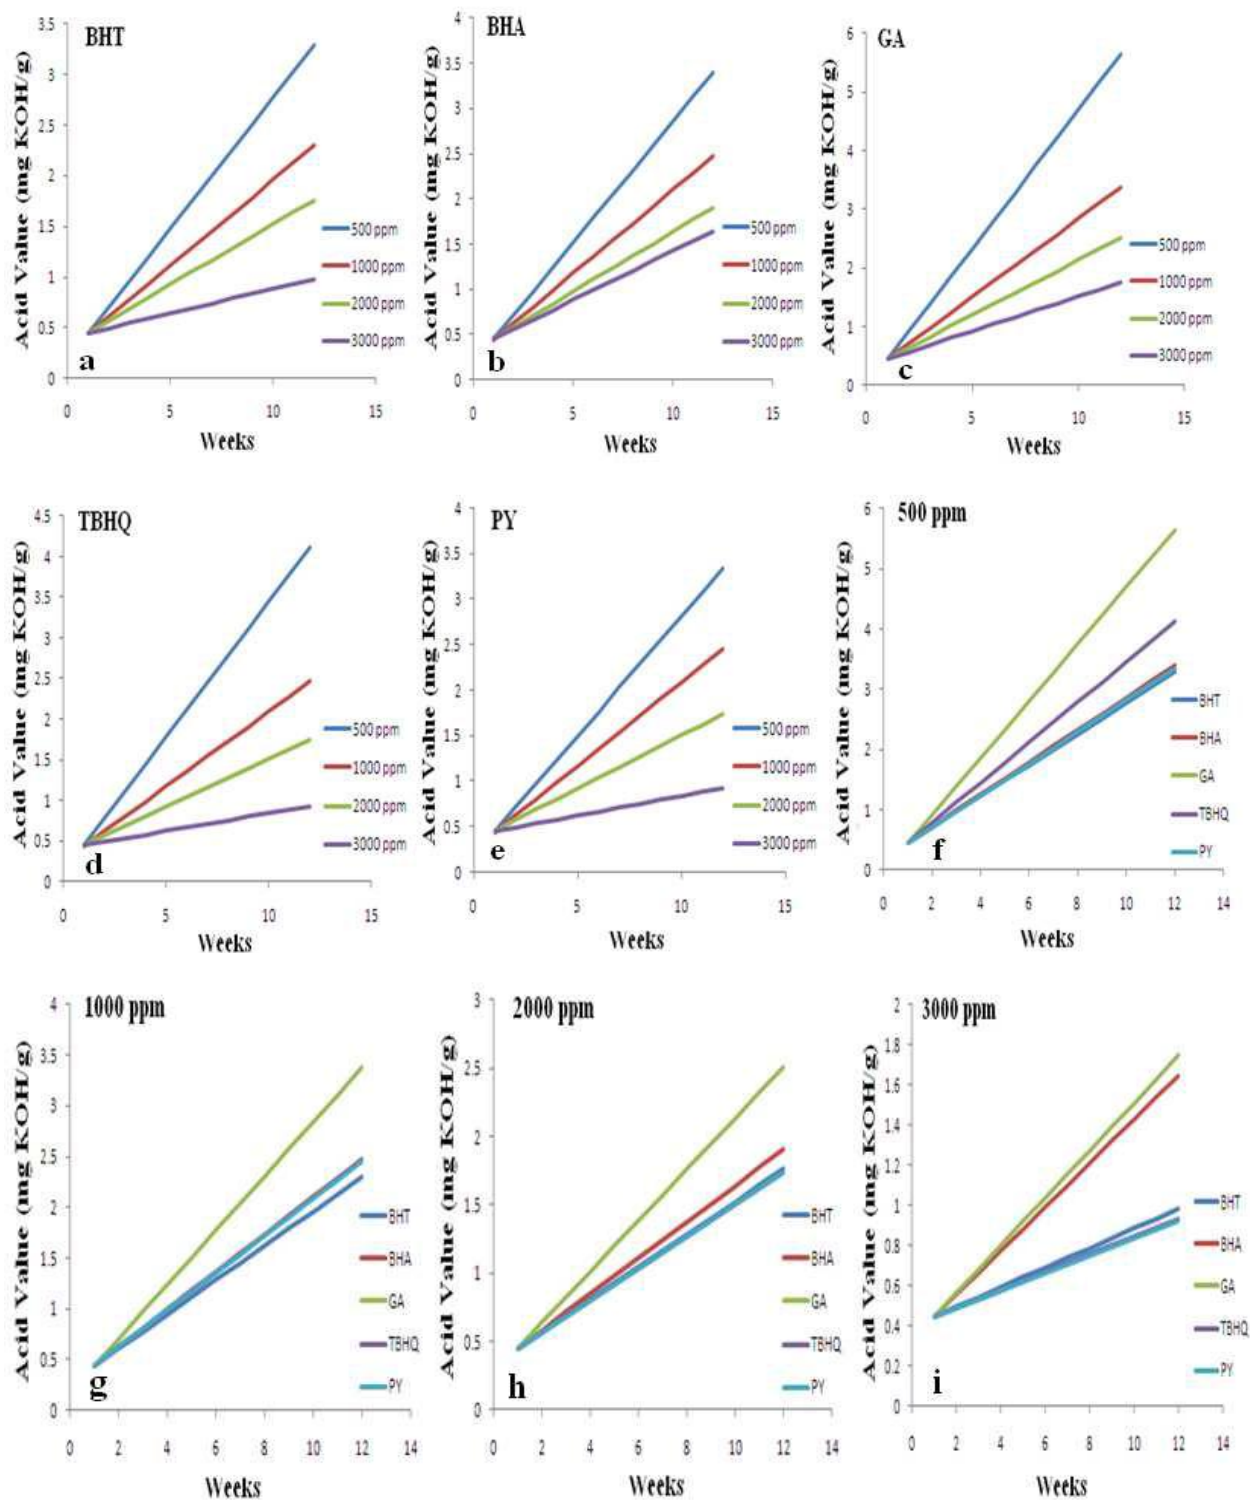 BHT
Acid Value (mg KOH/g)
3.5
3
2.5
2
1.5
1
0.5
0
500 ppm
1000 ppm
2000 ppm
3000 ppm
a
0 5 10 15
Weeks
BHA
Acid Value (mg KOH/g)
4
3.5
3
2.5
2
1.5
1
0.5
0
500 ppm
1000 ppm
2000 ppm
3000 ppm
b
0 5 10 15
Weeks
GA
Acid Value (mg KOH/g)
6
5
4
3
2
1
0
500 ppm
1000 ppm
2000 ppm
3000 ppm
c
0 5 10 15
Weeks
TBHQ
Acid Value (mg KOH/g)
4.5
4
3.5
3
2.5
2
1.5
1
0.5
0
500 ppm
1000 ppm
2000 ppm
3000 ppm
d
0 5 10 15
Weeks
PY
Acid Value (mg KOH/g)
4
3.5
3
2.5
2
1.5
1
0.5
0
500 ppm
1000 ppm
2000 ppm
3000 ppm
e
0 5 10 15
Weeks
500 ppm
Acid Value (mg KOH/g)
6
5
4
3
2
1
0
BHT
BHA
GA
TBHQ
PY
f
0 2 4 6 8 10 12 14
Weeks
1000 ppm
Acid Value (mg KOH/g)
4
3.5
3
2.5
2
1.5
1
0.5
0
BHT
BHA
GA
TBHQ
PY
g
0 2 4 6 8 10 12 14
Weeks
2000 ppm
Acid Value (mg KOH/g)
3
2.5
2
1.5
1
0.5
0
BHT
BHA
GA
TBHQ
PY
h
0 2 4 6 8 10 12 14
Weeks
3000 ppm
Acid Value (mg KOH/g)
2
1.8
1.6
1.4
1.2
1
0.8
0.6
0.4
0.2
0
BHT
BHA
GA
TBHQ
PY
i
0 2 4 6 8 10 12 14
Weeks